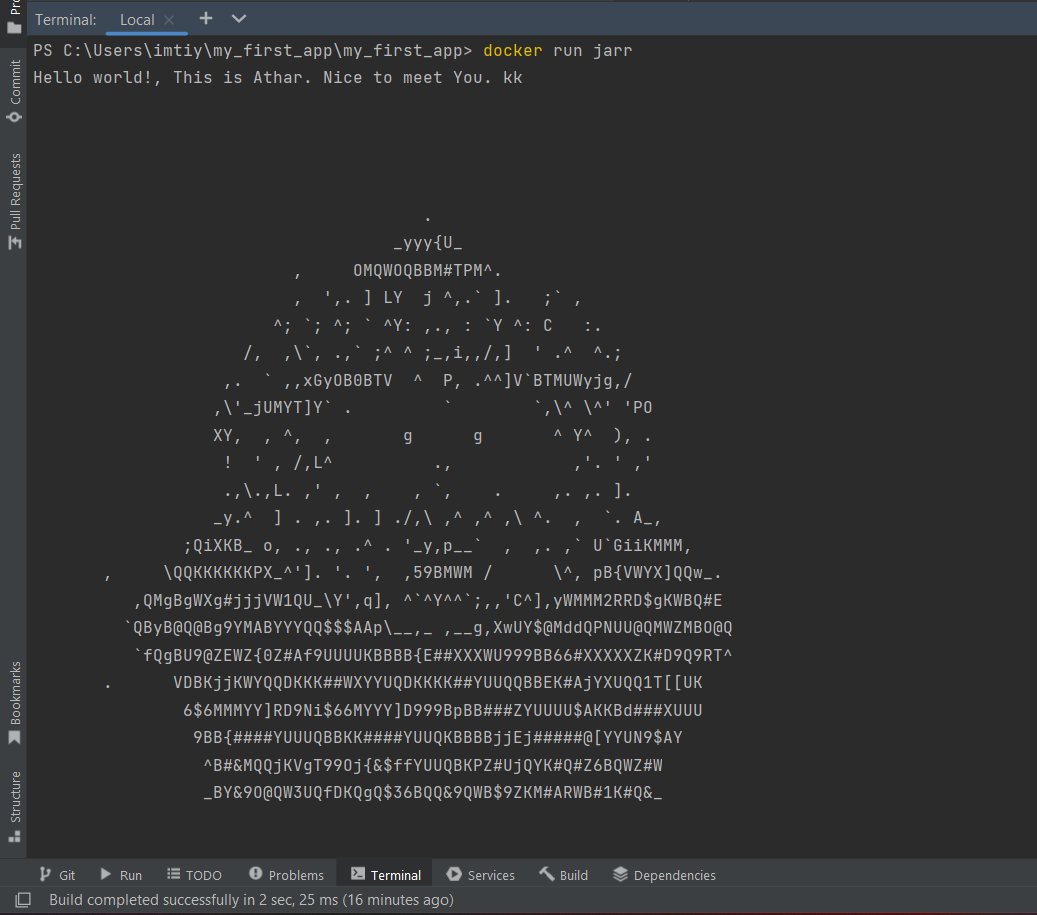 Terminal: Local × +
PS C:\Users\imtiy\my_first_app\my_first_app> docker run jarr
Hello world!, This is Athar. Nice to meet You. kk
.
_yyy{U_
,     OMQWOQBBM#TPM^.
,  ',. ] LY  j ^,.` ].   ;` ,
^; `; ^; ` ^Y: ,., : `Y ^: C   :.
/,  ,\`, .,` ;^ ^ ;_,i,,/,]  ' .^  ^.;
,.  ` ,,xGyOB0BTV  ^  P, .^^]V`BTMUWyjg,/
,\'_jUMYT]Y` .         `        `,\^ \^' 'PO
XY,  , ^,  ,       g      g       ^ Y^  ), .
!  ' , /,L^          .,            ,'. ' ,'
.,\.,L. ,' ,  ,    , `,    .     ,. ,. ].
_y.^  ] . ,. ]. ] ./,\ ,^ ,^ ,\ ^.  ,  `. A_,
;QiXKB_ o, ., ., .^ . '_y,p__`  ,  ,. ,` U`GiiKMMM,
,     \QQKKKKKKPX_^']. '. ',  ,59BMWM /      \^, pB{VWYX]QQw_.
,QMgBgWXg#jjjVW1QU_\Y',q], ^`^Y^^`;,,'C^],yWMMM2RRD$gKWBQ#E
`QByB@Q@Bg9YMABYYYQQ$$$AAp\__,_ ,__g,XwUY$@MddQPNUU@QMWZMBO@Q
`fQgBU9@ZEWZ{0Z#Af9UUUUKBBBB{E##XXXWU999BB66#XXXXXZK#D9Q9RT^
.      VDBKjjKWYQQDKKK##WXYYUQDKKKK##YUUQQBBEK#AjYXUQQ1T[[UK
6$6MMMYY]RD9Ni$66MYYY]D999BpBB###ZYUUUU$AKKBd###XUUU
9BB{####YUUUQBBKK####YUUQKBBBBjjEj#####@[YYUN9$AY
^B#&MQQjKVgT99Oj{&$ffYUUQBKPZ#UjQYK#Q#Z6BQWZ#W
_BY&9O@QW3UQfDKQgQ$36BQQ&9QWB$9ZKM#ARWB#1K#Q&_
Commit
Pull Requests
Bookmarks
Structure
Git Run TODO Problems Terminal Services Build Dependencies
Build completed successfully in 2 sec, 25 ms (16 minutes ago)